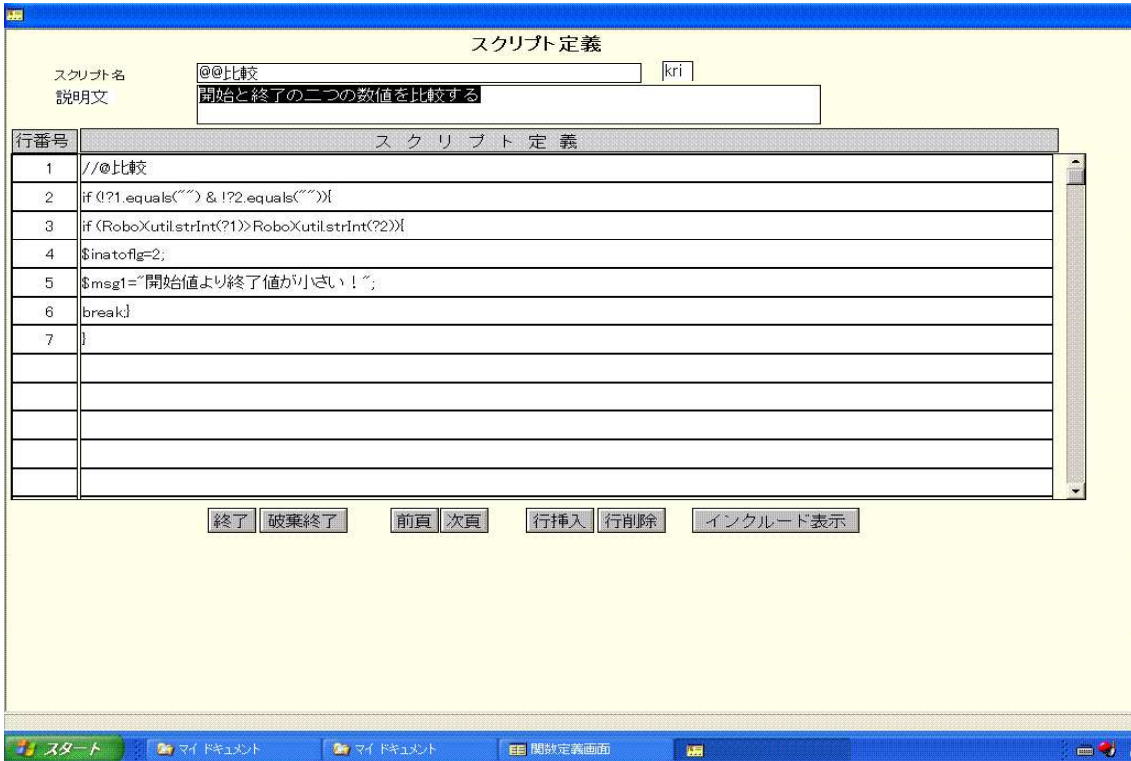 スクリプト定義
スクリプト名 @@比較 kri
説明文 開始と終了の二つの数値を比較する
行番号 スクリプト定義
1 //@比較
2 if (!?1.equals("") & !?2.equals("")){
3 if (RoboXutil.strInt(?1)>RoboXutil.strInt(?2)){
4 $inatoflg=2;
5 $msg1="開始値より終了値が小さい！";
6 break;}
7 }
終了 破棄終了 前頁 次頁 行挿入 行削除 インクルード表示
スタート マイ ドキュメント マイ ドキュメント 関数定義画面